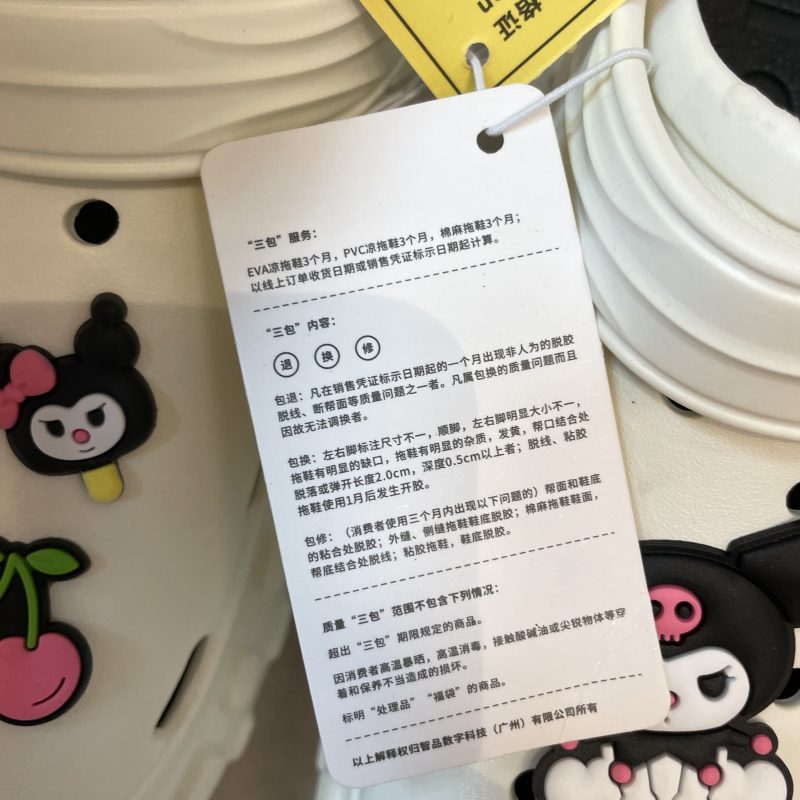 格证
“三包”服务：
EVA凉拖鞋3个月，PVC凉拖鞋3个月，棉麻拖鞋3个月；
以线上订单收货日期或销售凭证标示日期起计算。
“三包”内容：
退 换 修
包退：凡在销售凭证标示日期起的一个月出现非人为的脱胶
脱线、断帮面等质量问题之一者。凡属包换的质量问题而且
因故无法调换者。
包换：左右脚标注尺寸不一，顺脚，左右脚明显大小不一，
拖鞋有明显的缺口，拖鞋有明显的杂质，发黄，帮口结合处
脱落或弹开长度2.0cm，深度0.5cm以上者；脱线、粘胶
拖鞋使用1月后发生开胶。
包修：（消费者使用三个月内出现以下问题的）帮面和鞋底
的粘合处脱胶；外缝、侧缝拖鞋鞋底脱胶；棉麻拖鞋鞋面，
帮底结合处脱线；粘胶拖鞋，鞋底脱胶。
质量“三包”范围不包含下列情况：
超出“三包”期限规定的商品。
因消费者高温暴晒，高温消毒，接触酸碱油或尖锐物体等穿
着和保养不当造成的损坏。
标明“处理品”“福袋”的商品。
以上解释权归智品数字科技（广州）有限公司所有